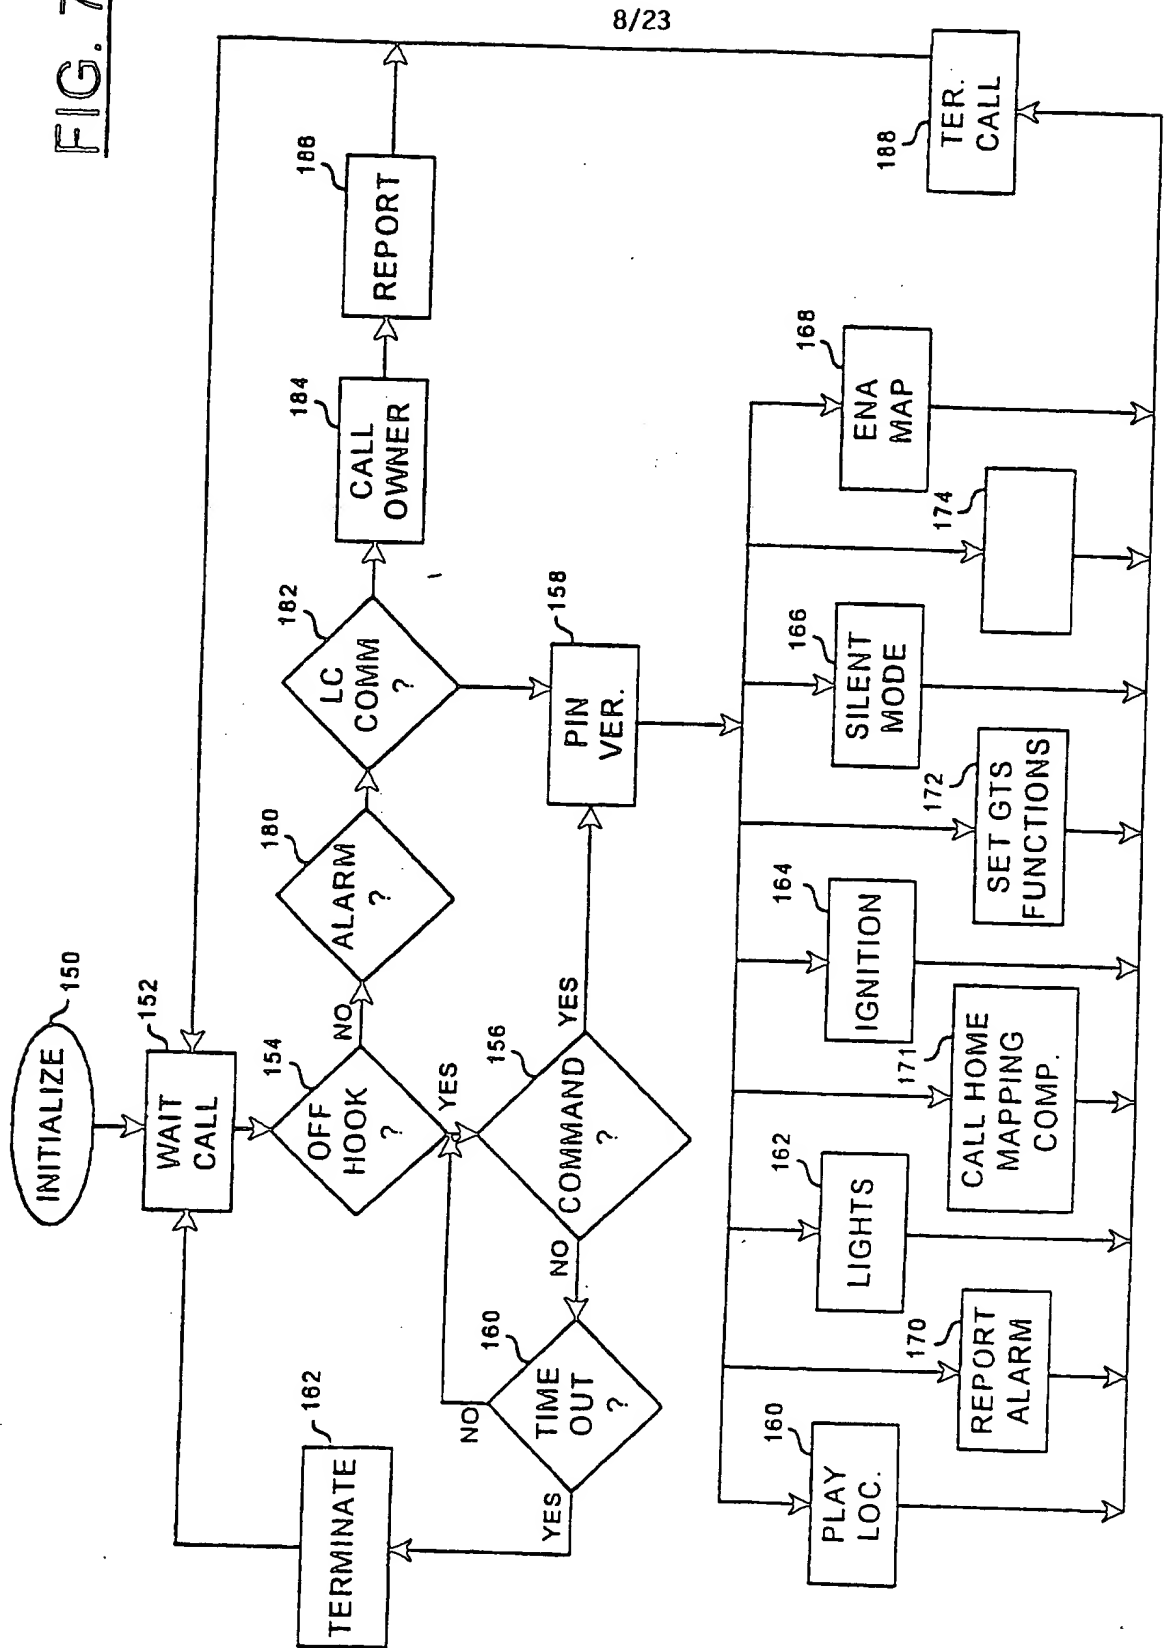 8/23
FIG. 7
INITIALIZE
150
WAIT
CALL
152
OFF
HOOK
?
154
NO
YES
ALARM
?
180
LC
COMM
?
182
CALL
OWNER
184
REPORT
186
COMMAND
?
156
YES
NO
PIN
VER.
158
TIME
OUT
?
160
NO
YES
TERMINATE
162
PLAY
LOC.
160
REPORT
ALARM
170
LIGHTS
162
CALL HOME
MAPPING
COMP.
171
IGNITION
164
SET GTS
FUNCTIONS
172
SILENT
MODE
166
174
ENA
MAP
168
TER.
CALL
188